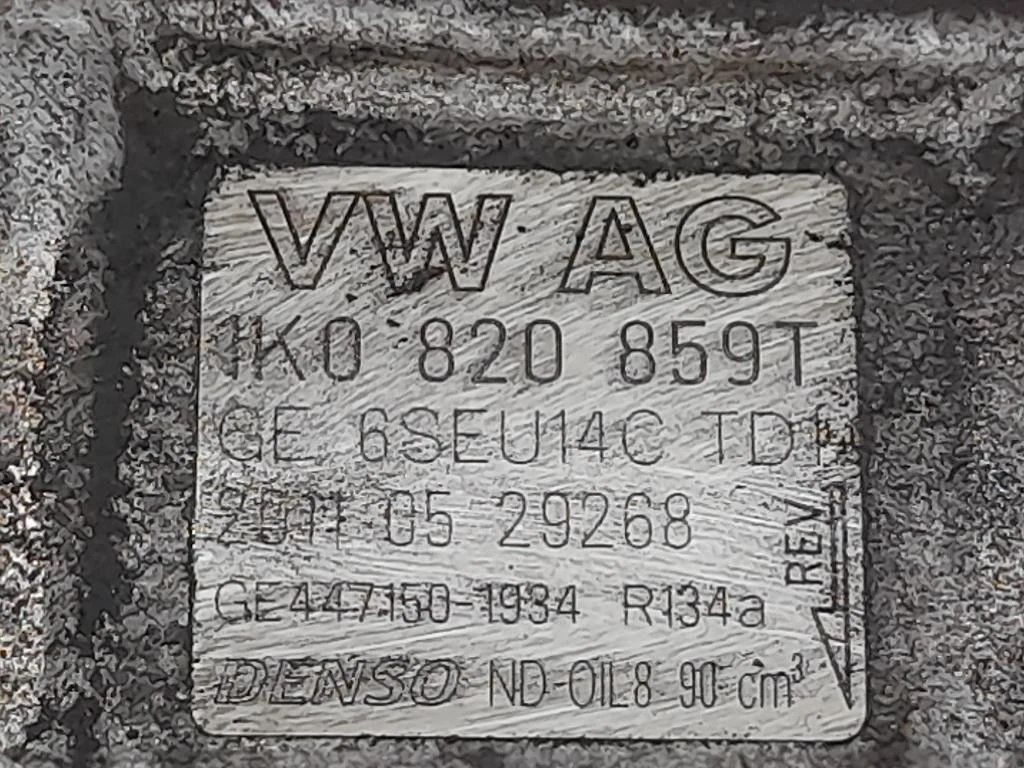 VW AG
1K0 820 859T
GE 6SEU14C TD1
2011 05 29268
REV
GE447150-1934 R134a
DENSO ND-OIL8 90 cm³